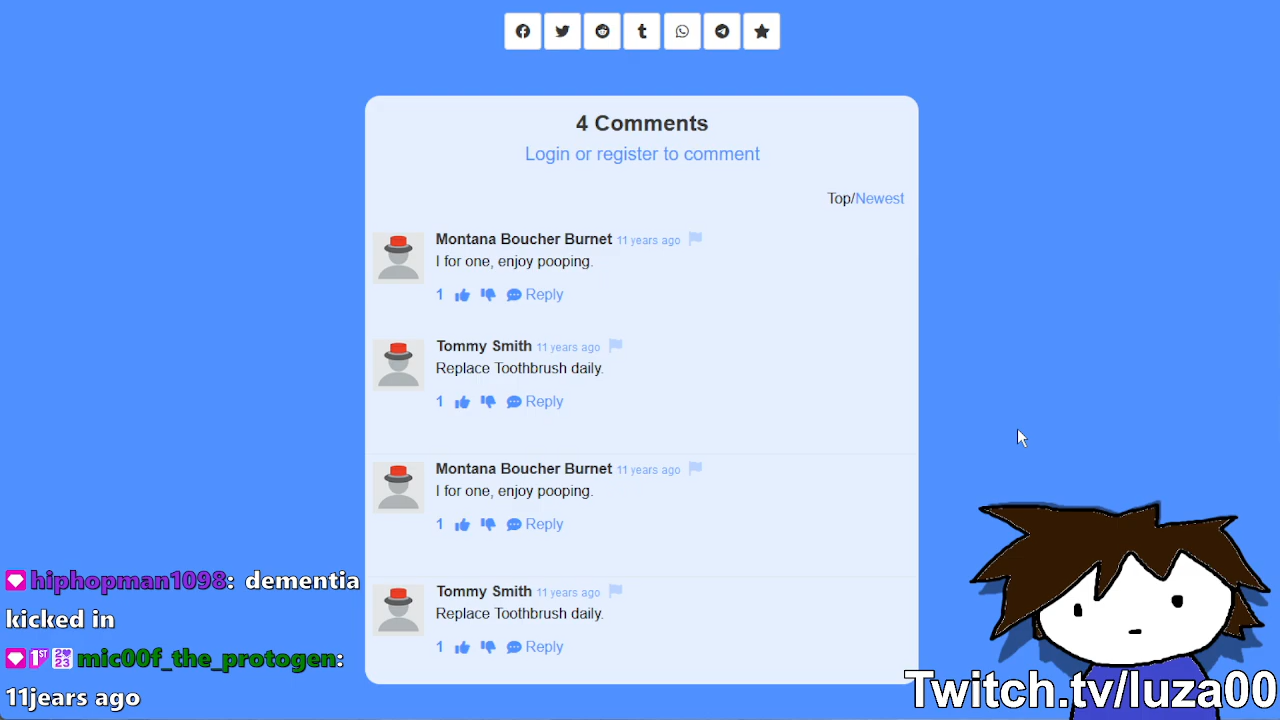 4 Comments
Login or register to comment
Top/Newest
Montana Boucher Burnet 11 years ago
I for one, enjoy pooping.
1 Reply
Tommy Smith 11 years ago
Replace Toothbrush daily.
1 Reply
Montana Boucher Burnet 11 years ago
I for one, enjoy pooping.
1 Reply
Tommy Smith 11 years ago
Replace Toothbrush daily.
1 Reply
hiphopman1098: dementia
kicked in
1ST 2023 mic00f_the_protogen:
11jears ago
Twitch.tv/luza00